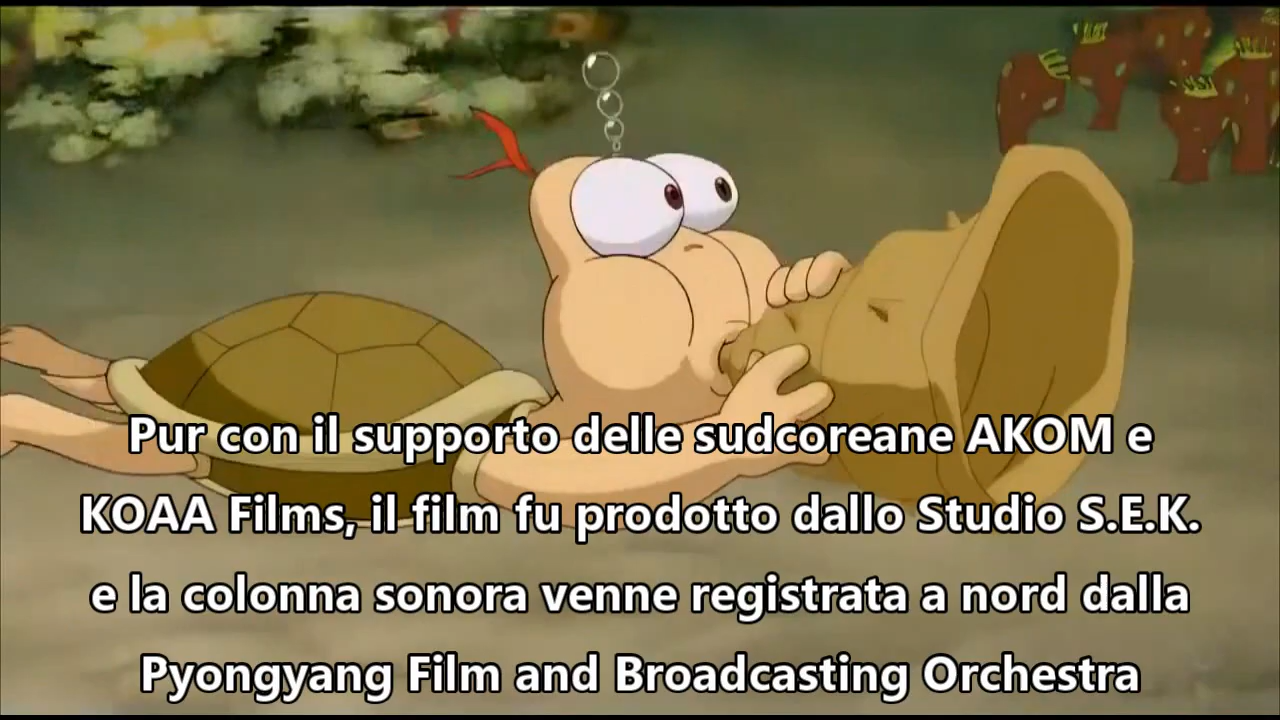 Pur con il supporto delle sudcoreane AKOM e
KOAA Films, il film fu prodotto dallo Studio S.E.K.
e la colonna sonora venne registrata a nord dalla
Pyongyang Film and Broadcasting Orchestra